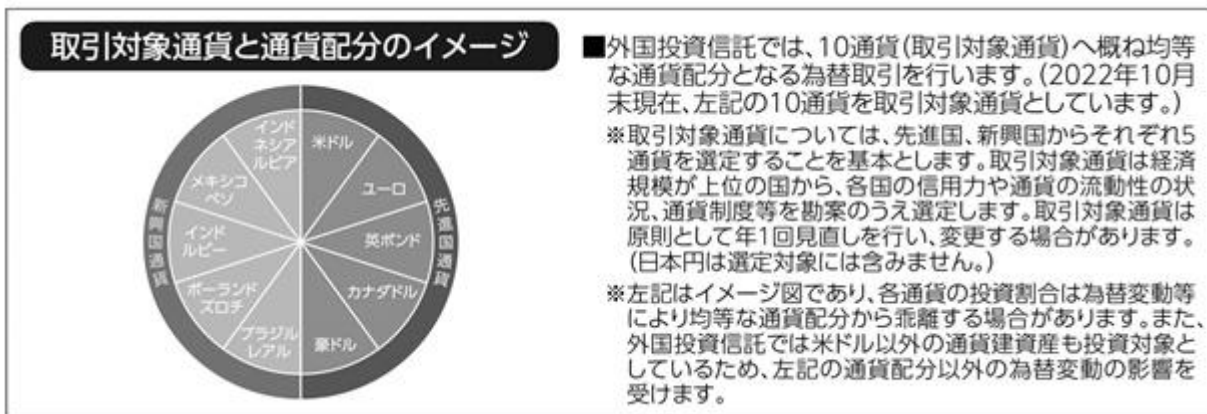 取引対象通貨と通貨配分のイメージ
インド
ネシア
ルピア
米ドル
メキシコ
ペソ
ユーロ
新興国通貨
インド
ルピー
英ポンド
先進国通貨
ポーランド
ズロチ
カナダドル
ブラジル
レアル
豪ドル
■外国投資信託では、10通貨(取引対象通貨)へ概ね均等
な通貨配分となる為替取引を行います。(2022年10月
末現在、左記の10通貨を取引対象通貨としています。)
※取引対象通貨については、先進国、新興国からそれぞれ5
通貨を選定することを基本とします。取引対象通貨は経済
規模が上位の国から、各国の信用力や通貨の流動性の状
況、通貨制度等を勘案のうえ選定します。取引対象通貨は
原則として年1回見直しを行い、変更する場合があります。
(日本円は選定対象には含みません。)
※左記はイメージ図であり、各通貨の投資割合は為替変動等
により均等な通貨配分から乖離する場合があります。また、
外国投資信託では米ドル以外の通貨建資産も投資対象と
しているため、左記の通貨配分以外の為替変動の影響を
受けます。